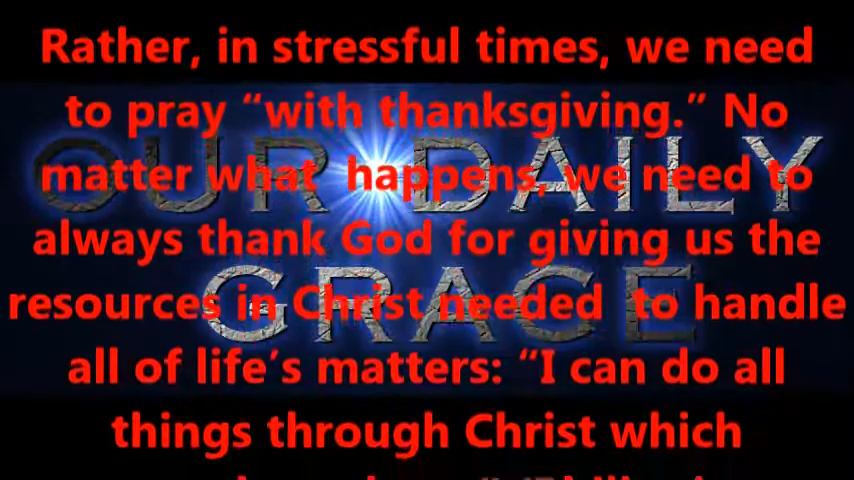 Rather, in stressful times, we need
to pray “with thanksgiving.” No
matter what happens, we need to
always thank God for giving us the
resources in Christ needed to handle
all of life’s matters: “I can do all
things through Christ which
OUR DAILY
GRACE